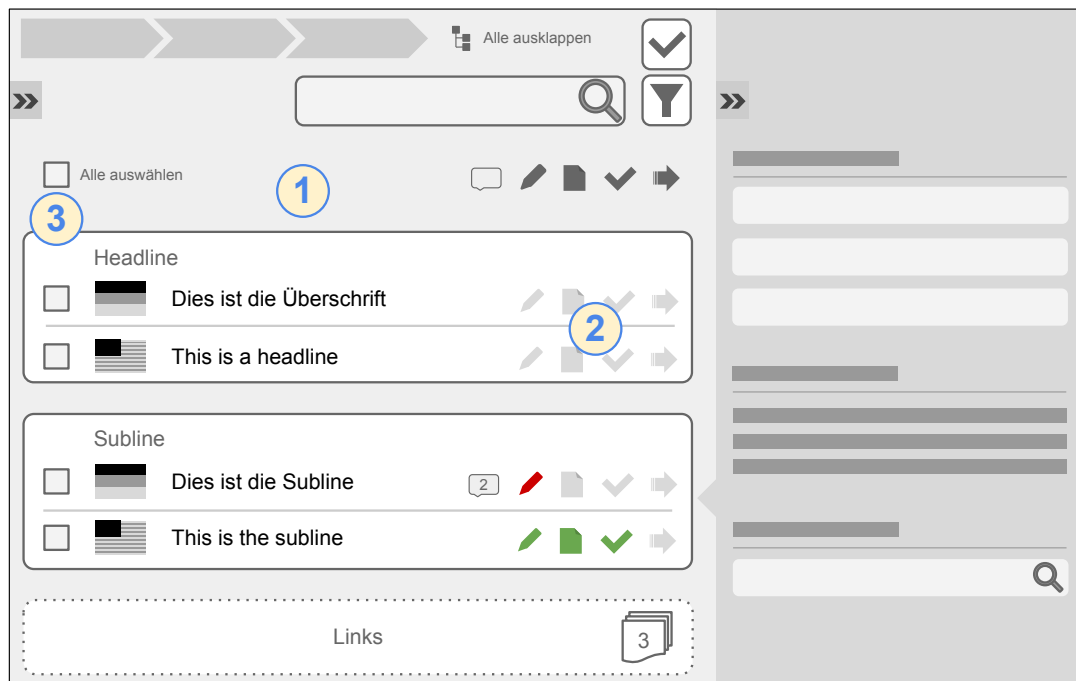 Alle ausklappen
Alle auswählen
1
3
Headline
Dies ist die Überschrift
2
This is a headline
Subline
Dies ist die Subline
2
This is the subline
Links
3